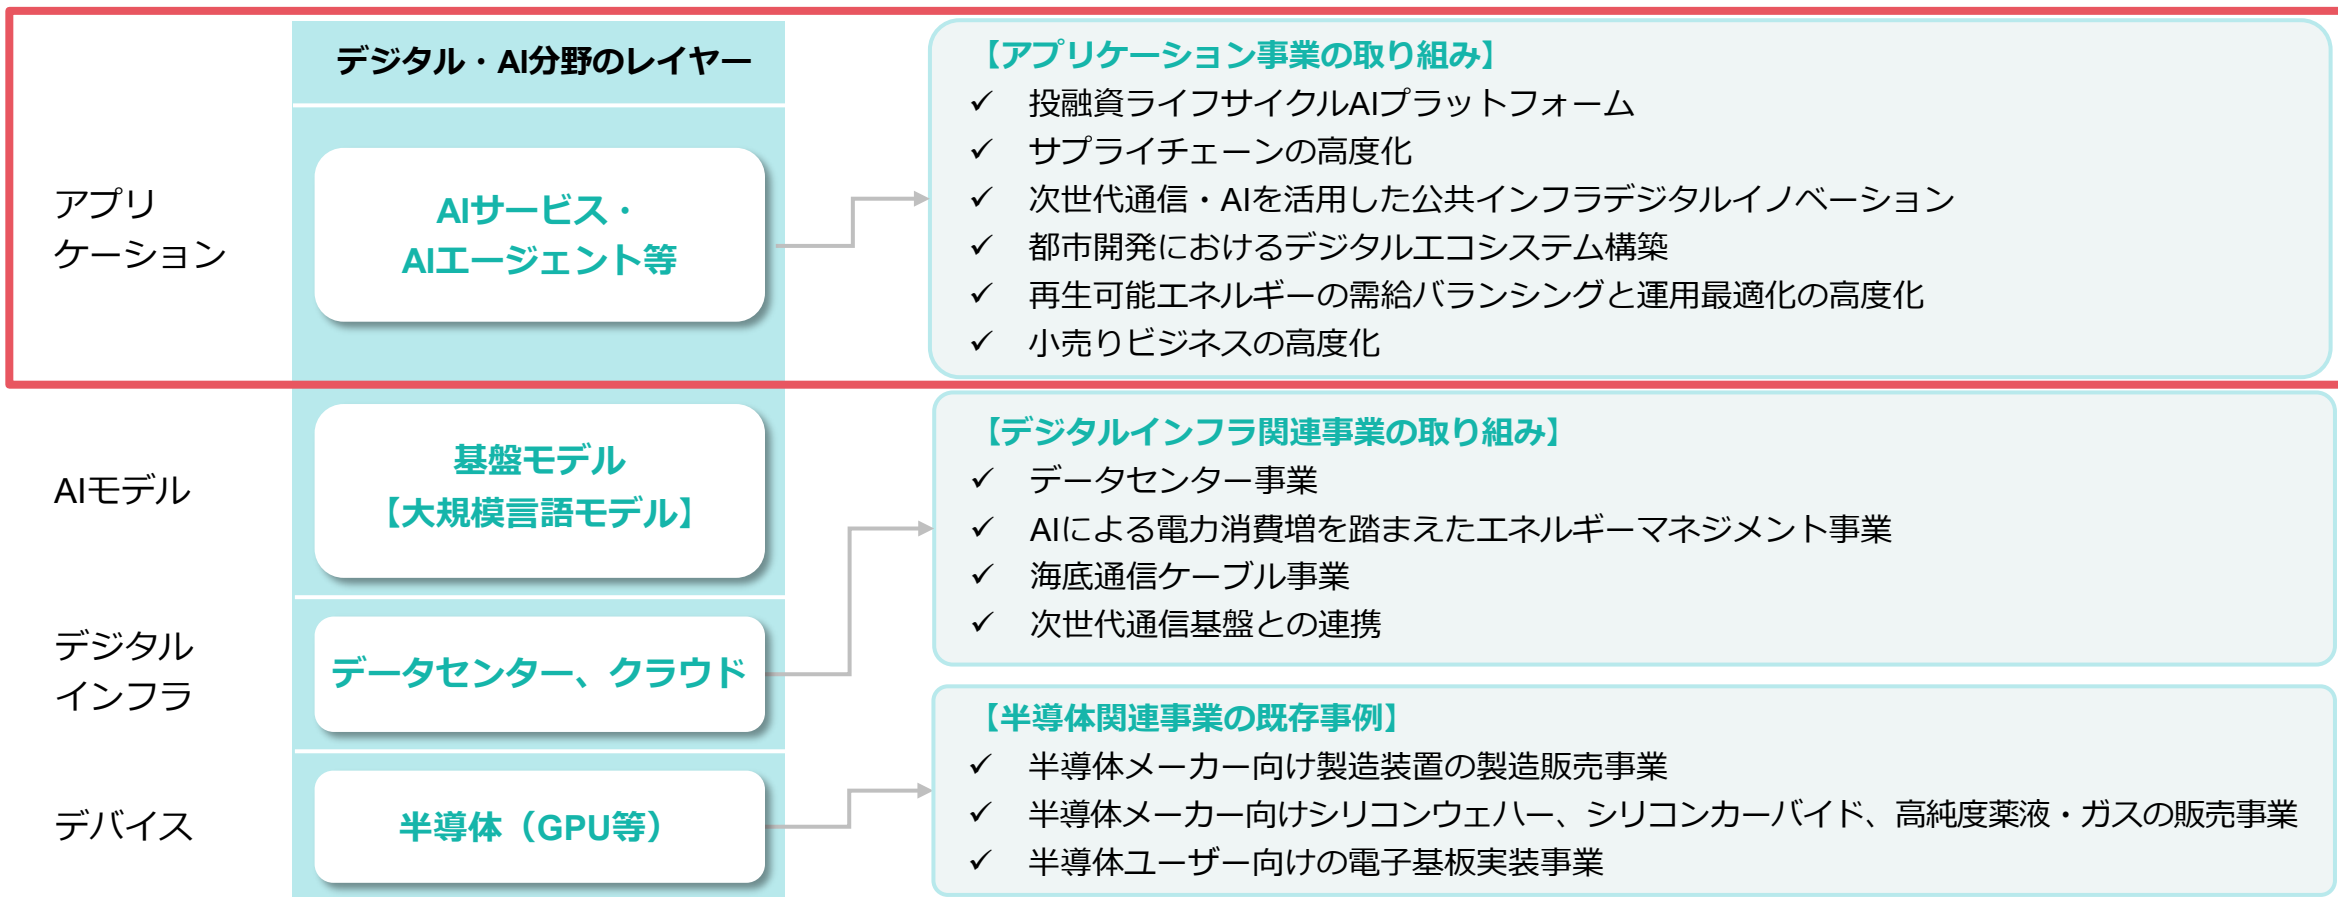 デジタル・AI分野のレイヤー
アプリ
ケーション
AIサービス・
AIエージェント等
【アプリケーション事業の取り組み】
✓ 投融資ライフサイクルAIプラットフォーム
✓ サプライチェーンの高度化
✓ 次世代通信・AIを活用した公共インフラデジタルイノベーション
✓ 都市開発におけるデジタルエコシステム構築
✓ 再生可能エネルギーの需給バランシングと運用最適化の高度化
✓ 小売りビジネスの高度化
AIモデル
基盤モデル
【大規模言語モデル】
デジタル
インフラ
データセンター、クラウド
【デジタルインフラ関連事業の取り組み】
✓ データセンター事業
✓ AIによる電力消費増を踏まえたエネルギーマネジメント事業
✓ 海底通信ケーブル事業
✓ 次世代通信基盤との連携
デバイス
半導体（GPU等）
【半導体関連事業の既存事例】
✓ 半導体メーカー向け製造装置の製造販売事業
✓ 半導体メーカー向けシリコンウェハー、シリコンカーバイド、高純度薬液・ガスの販売事業
✓ 半導体ユーザー向けの電子基板実装事業